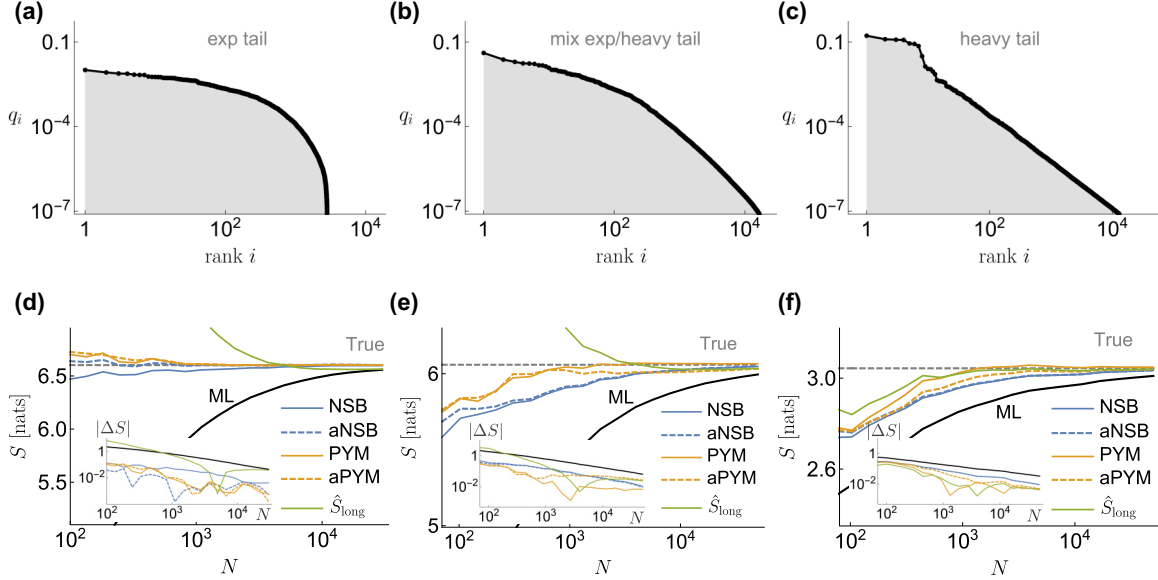 (a)
exp tail
0.1
10^-4
10^-7
q_i
1
10^2
10^4
rank i
(b)
mix exp/heavy tail
0.1
10^-4
10^-7
q_i
1
10^2
10^4
rank i
(c)
heavy tail
0.1
10^-4
10^-7
q_i
1
10^2
10^4
rank i
(d)
True
6.5
6.0
5.5
S [nats]
ML
NSB
aNSB
PYM
aPYM
Ŝ_long
|ΔS|
1
10^-2
10^2
10^3
10^4
N
10^2
10^3
10^4
N
(e)
True
6
5
S [nats]
ML
NSB
aNSB
PYM
aPYM
Ŝ_long
|ΔS|
1
10^-2
10^2
10^3
10^4
N
10^2
10^3
10^4
N
(f)
True
3.0
2.6
S [nats]
ML
NSB
aNSB
PYM
aPYM
Ŝ_long
|ΔS|
1
10^-2
10^2
10^3
10^4
N
10^2
10^3
10^4
N